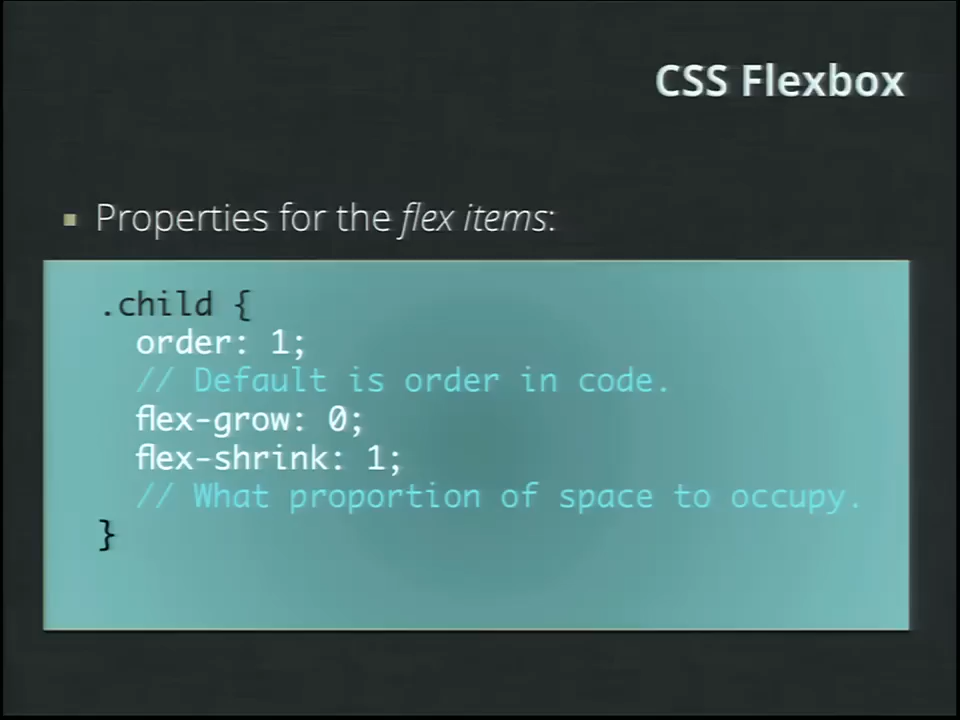 CSS Flexbox
Properties for the flex items:
.child {
order: 1;
// Default is order in code.
flex-grow: 0;
flex-shrink: 1;
// What proportion of space to occupy.
}